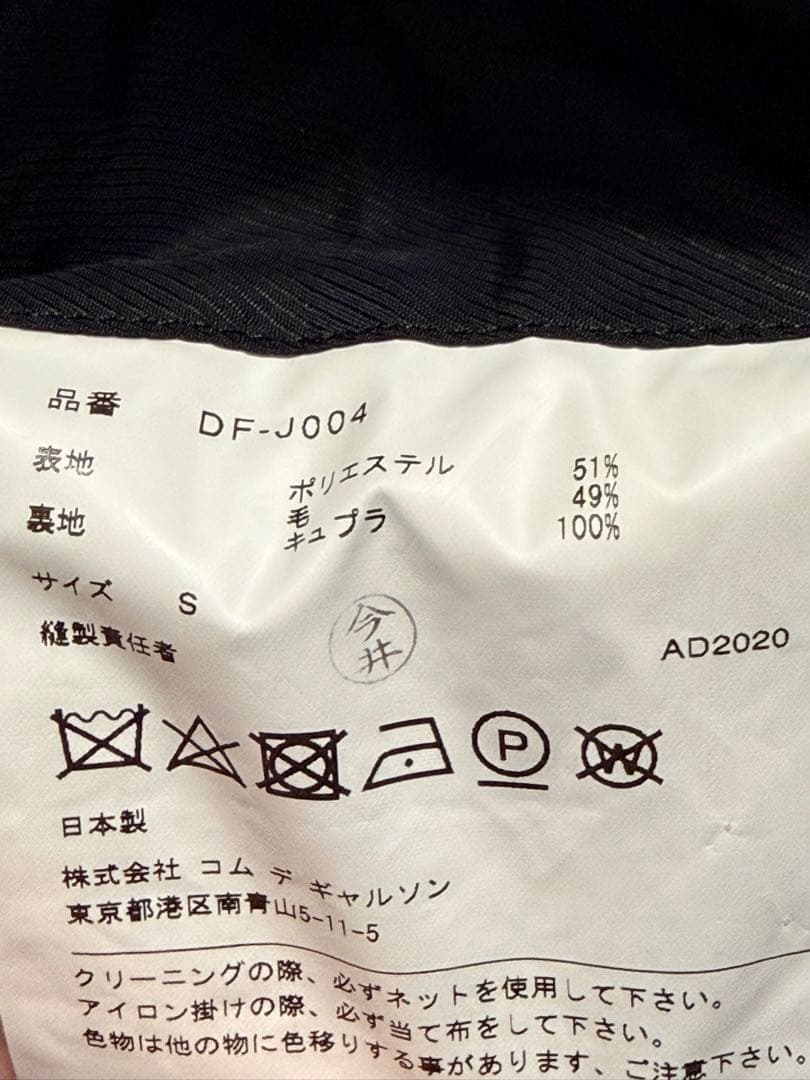 品番 DF-J004
表地 ポリエステル 51%
毛 49%
裏地 キュプラ 100%
サイズ S
縫製責任者 今井 AD2020
P W
日本製
株式会社 コム デ ギャルソン
東京都港区南青山5-11-5
クリーニングの際、必ずネットを使用して下さい。
アイロン掛けの際、必ず当て布をして下さい。
色物は他の物に色移りする事があります、ご注意下さい。